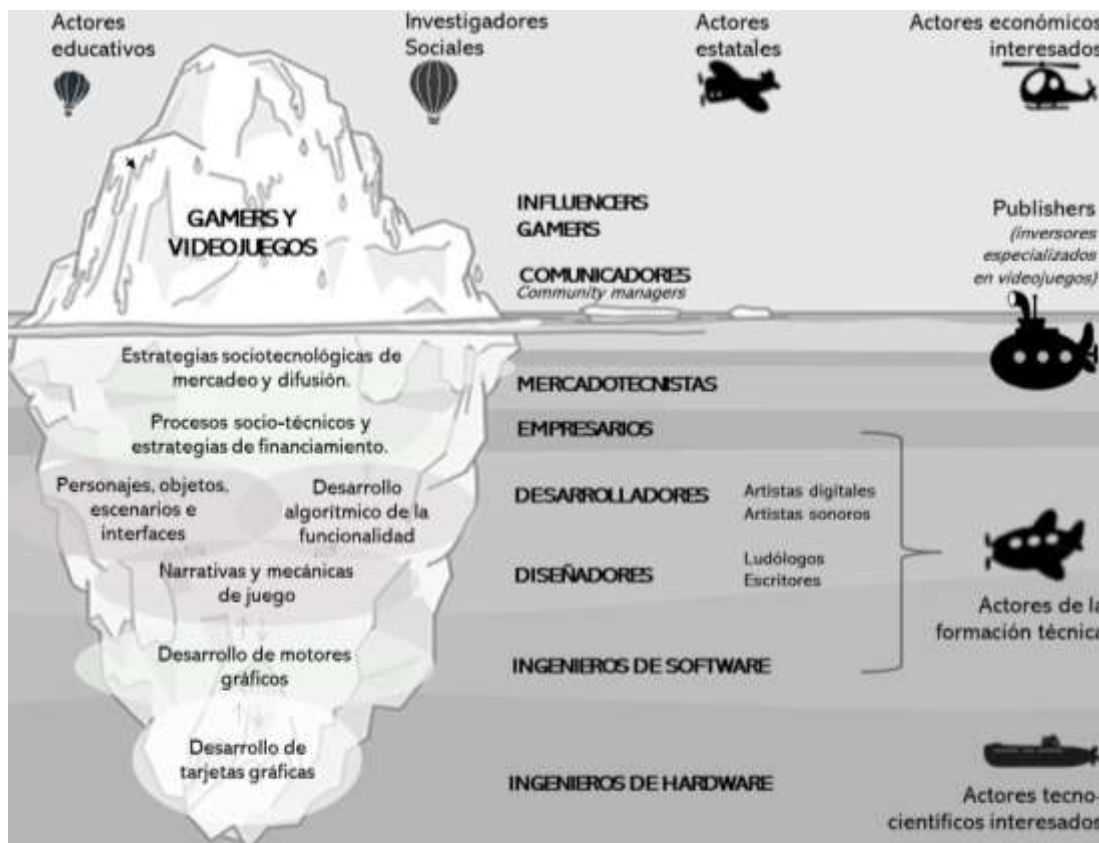 Actores
educativos
Investigadores
Sociales
Actores
estatales
Actores económicos
interesados
GAMERS Y
VIDEOJUEGOS
INFLUENCERS
GAMERS
COMUNICADORES
Community managers
Publishers
(inversores
especializados
en videojuegos)
Estrategias sociotecnológicas de
mercadeo y difusión.
MERCADOTECNISTAS
Procesos socio-técnicos y
estrategias de financiamiento.
EMPRESARIOS
Personajes, objetos,
escenarios e
interfaces
Desarrollo
algorítmico de la
funcionalidad
DESARROLLADORES
Artistas digitales
Artistas sonoros
Narrativas y mecánicas
de juego
DISEÑADORES
Ludólogos
Escritores
Actores de la
formación técnica
Desarrollo de motores
gráficos
INGENIEROS DE SOFTWARE
Desarrollo de
tarjetas gráficas
INGENIEROS DE HARDWARE
Actores tecno-
científicos interesados